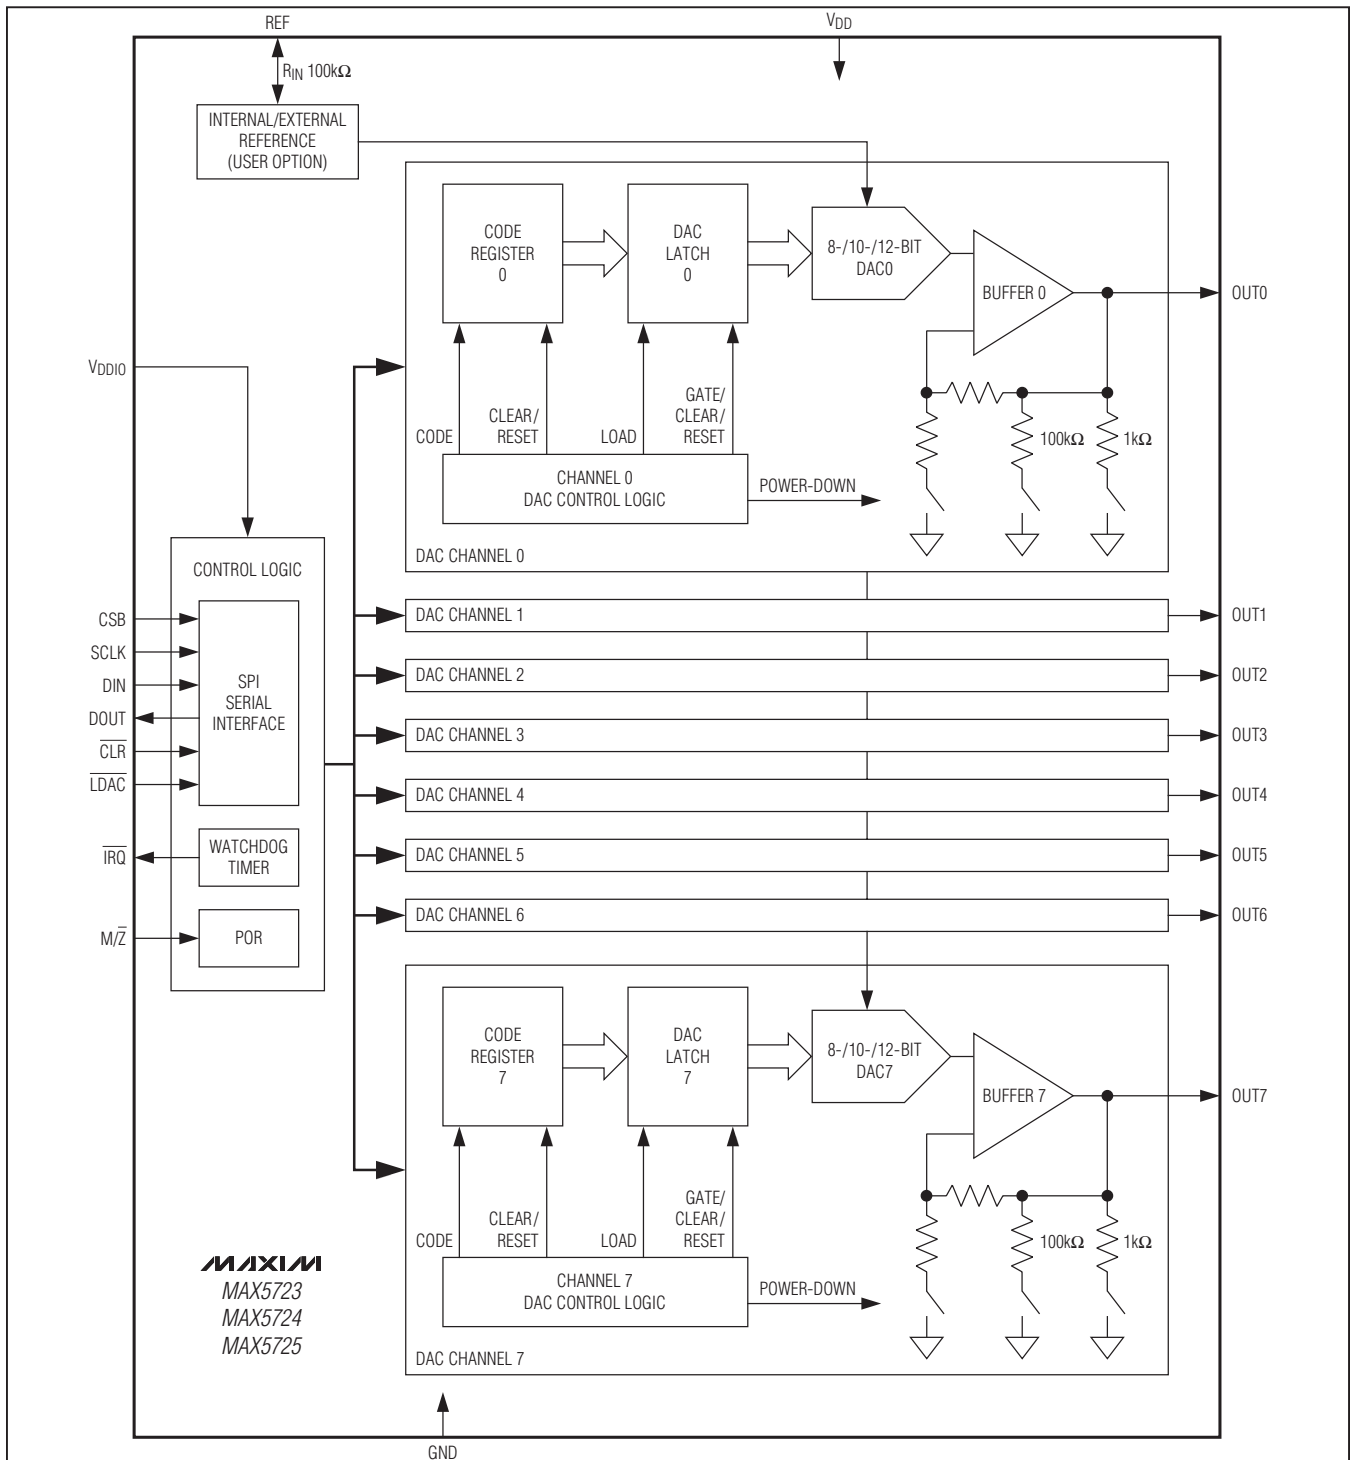 REF
VDD
RIN 100kΩ
INTERNAL/EXTERNAL
REFERENCE
(USER OPTION)
CODE
REGISTER
0
DAC
LATCH
0
8-/10-/12-BIT
DAC0
BUFFER 0
OUT0
VDDIO
CODE
CLEAR/
RESET
LOAD
GATE/
CLEAR/
RESET
100kΩ
1kΩ
CHANNEL 0
DAC CONTROL LOGIC
POWER-DOWN
DAC CHANNEL 0
CONTROL LOGIC
CSB
SCLK
DIN
DOUT
C̅L̅R̅
L̅D̅A̅C̅
SPI
SERIAL
INTERFACE
I̅R̅Q̅
WATCHDOG
TIMER
M/Z̅
POR
DAC CHANNEL 1
OUT1
DAC CHANNEL 2
OUT2
DAC CHANNEL 3
OUT3
DAC CHANNEL 4
OUT4
DAC CHANNEL 5
OUT5
DAC CHANNEL 6
OUT6
CODE
REGISTER
7
DAC
LATCH
7
8-/10-/12-BIT
DAC7
BUFFER 7
OUT7
CODE
CLEAR/
RESET
LOAD
GATE/
CLEAR/
RESET
100kΩ
1kΩ
CHANNEL 7
DAC CONTROL LOGIC
POWER-DOWN
DAC CHANNEL 7
MAXIM
MAX5723
MAX5724
MAX5725
GND